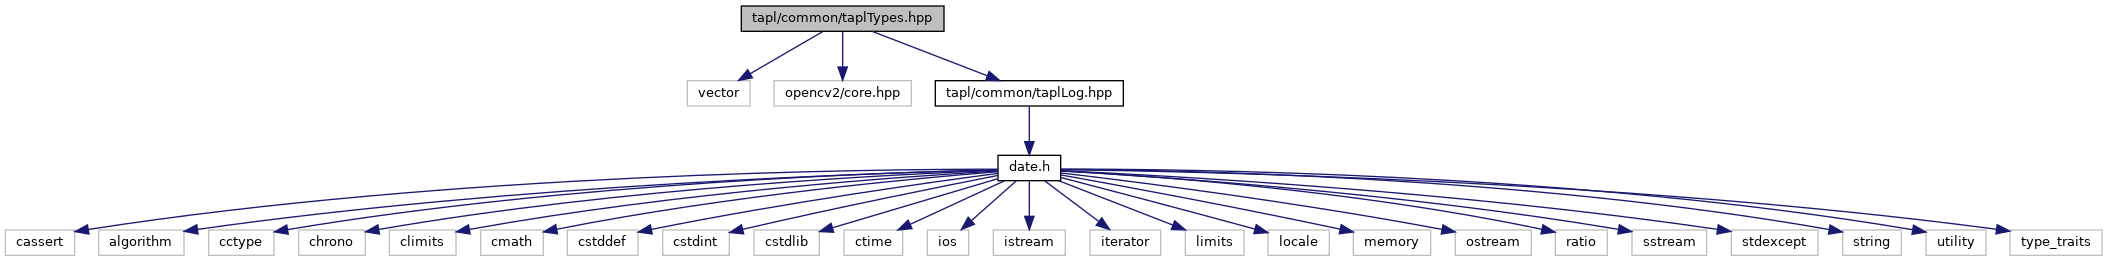 tapl/common/taplTypes.hpp
vector
opencv2/core.hpp
tapl/common/taplLog.hpp
date.h
cassert
algorithm
cctype
chrono
climits
cmath
cstddef
cstdint
cstdlib
ctime
ios
istream
iterator
limits
locale
memory
ostream
ratio
sstream
stdexcept
string
utility
type_traits